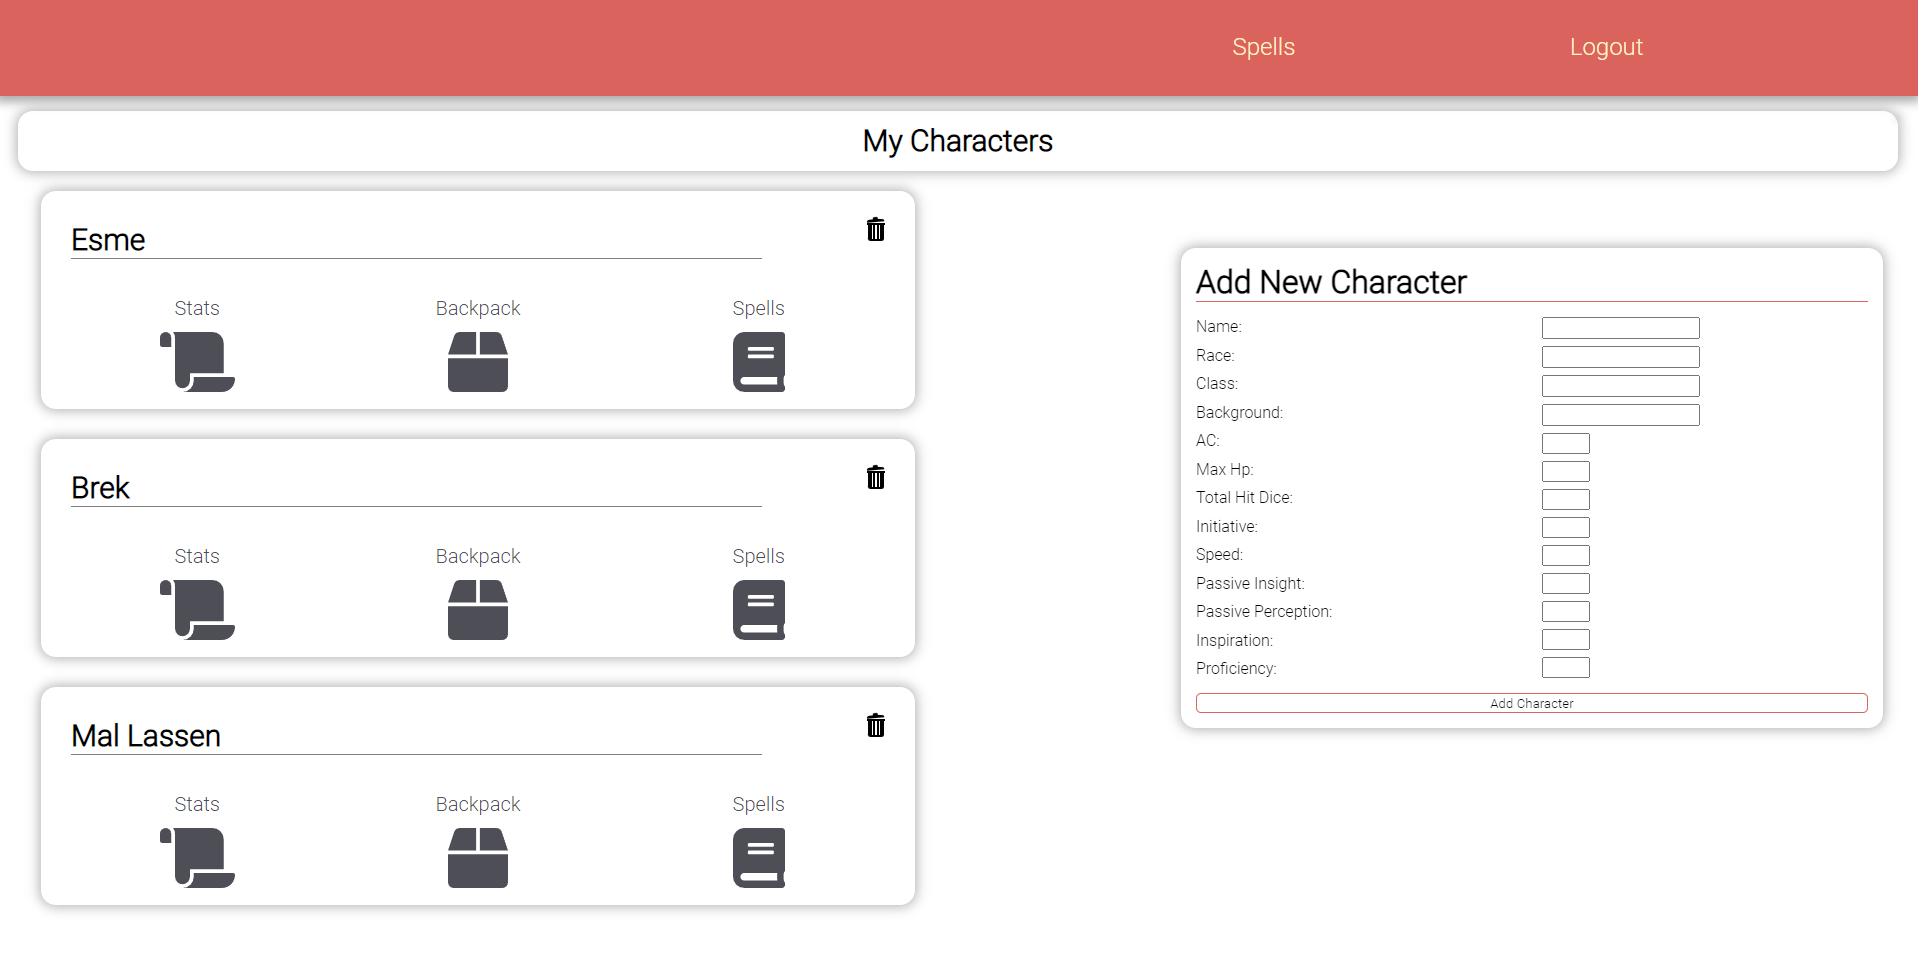 Spells Logout
My Characters
Esme
Stats Backpack Spells
Brek
Stats Backpack Spells
Mal Lassen
Stats Backpack Spells
Add New Character
Name:
Race:
Class:
Background:
AC:
Max Hp:
Total Hit Dice:
Initiative:
Speed:
Passive Insight:
Passive Perception:
Inspiration:
Proficiency:
Add Character